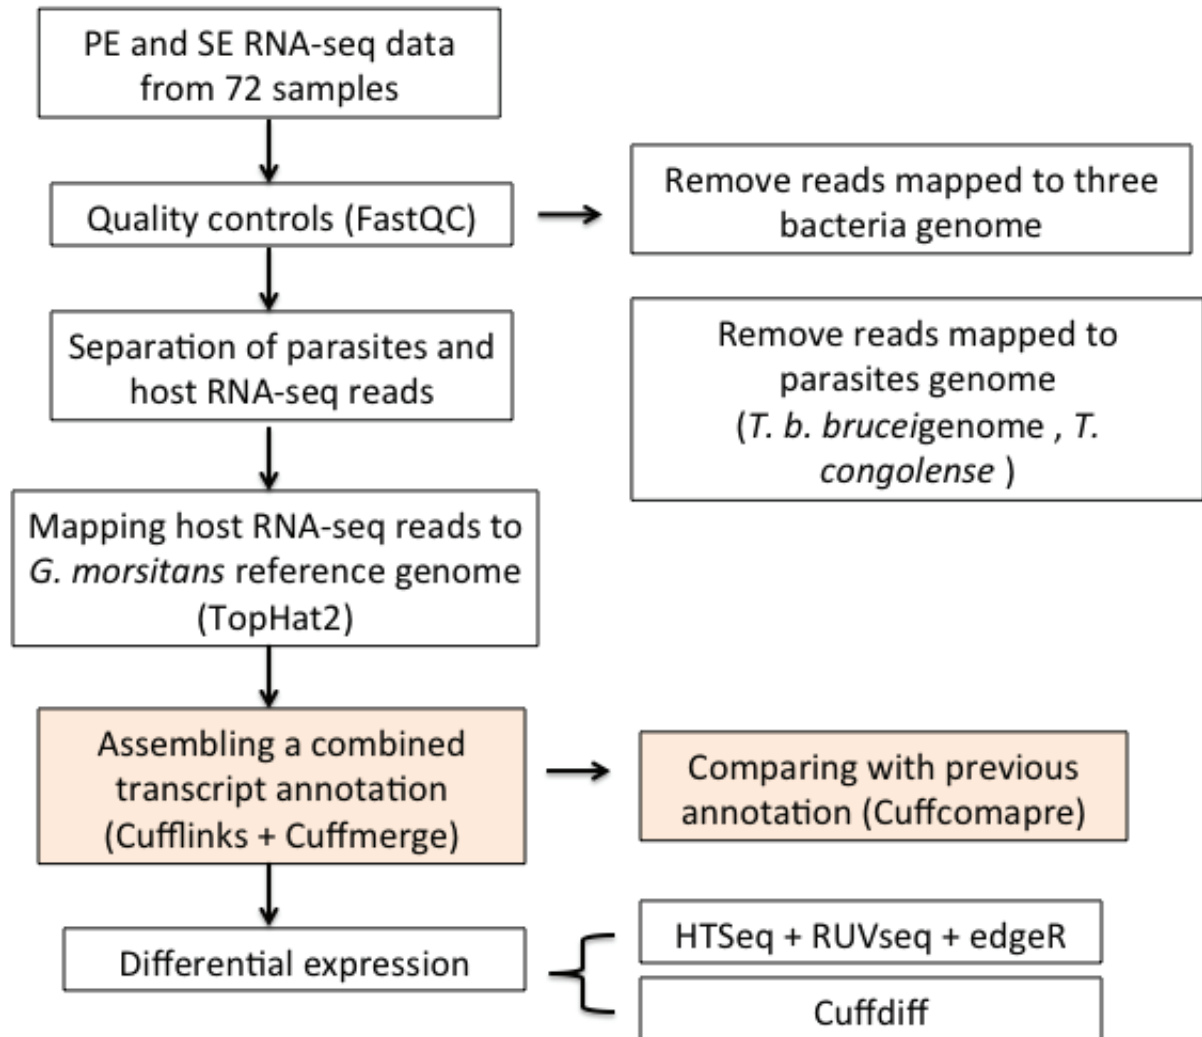 PE and SE RNA-seq data
from 72 samples
Quality controls (FastQC)
Remove reads mapped to three
bacteria genome
Separation of parasites and
host RNA-seq reads
Remove reads mapped to
parasites genome
(T. b. bruceigenome , T.
congolense )
Mapping host RNA-seq reads to
G. morsitans reference genome
(TopHat2)
Assembling a combined
transcript annotation
(Cufflinks + Cuffmerge)
Comparing with previous
annotation (Cuffcomapre)
Differential expression
HTSeq + RUVseq + edgeR
Cuffdiff